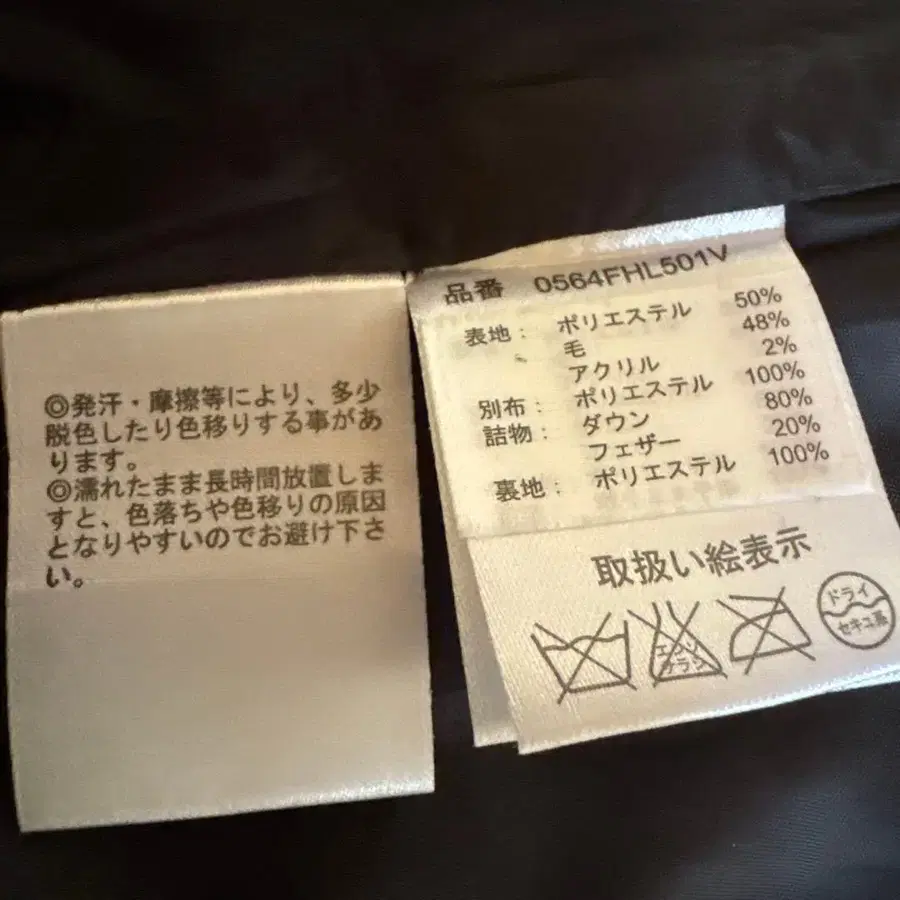 ◎発汗・摩擦等により、多少
脱色したり色移りする事があ
ります。
◎濡れたまま長時間放置しま
すと、色落ちや色移りの原因
となりやすいのでお避け下さ
い。
品番 0564FHL501V
表地: ポリエステル 50%
毛 48%
アクリル 2%
別布: ポリエステル 100%
詰物: ダウン 80%
フェザー 20%
裏地: ポリエステル 100%
取扱い絵表示
エンソ
サラシ
ドライ
セキユ系